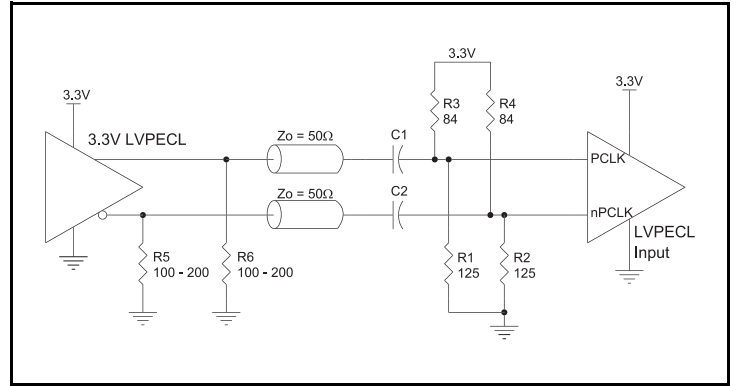 3.3V
3.3V
3.3V
3.3V LVPECL
R3
84
R4
84
Zo = 50Ω
C1
PCLK
Zo = 50Ω
C2
nPCLK
LVPECL
Input
R5
100 - 200
R6
100 - 200
R1
125
R2
125